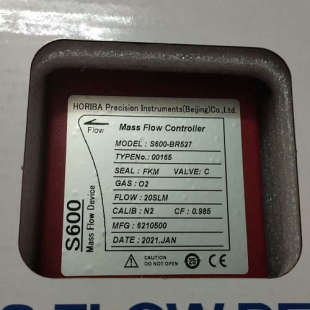 HORIBA Precision Instruments(Beijing)Co.,Ltd.
Flow
Mass Flow Controller
MODEL : S600-BR527
TYPENo.: 00165
SEAL : FKM VALVE: C
GAS : O2
FLOW : 20SLM
CALIB : N2 CF : 0.985
MFG : 6210500
DATE : 2021.JAN
S600
Mass Flow Device
CAUTION
DO NOT OPEN
CE